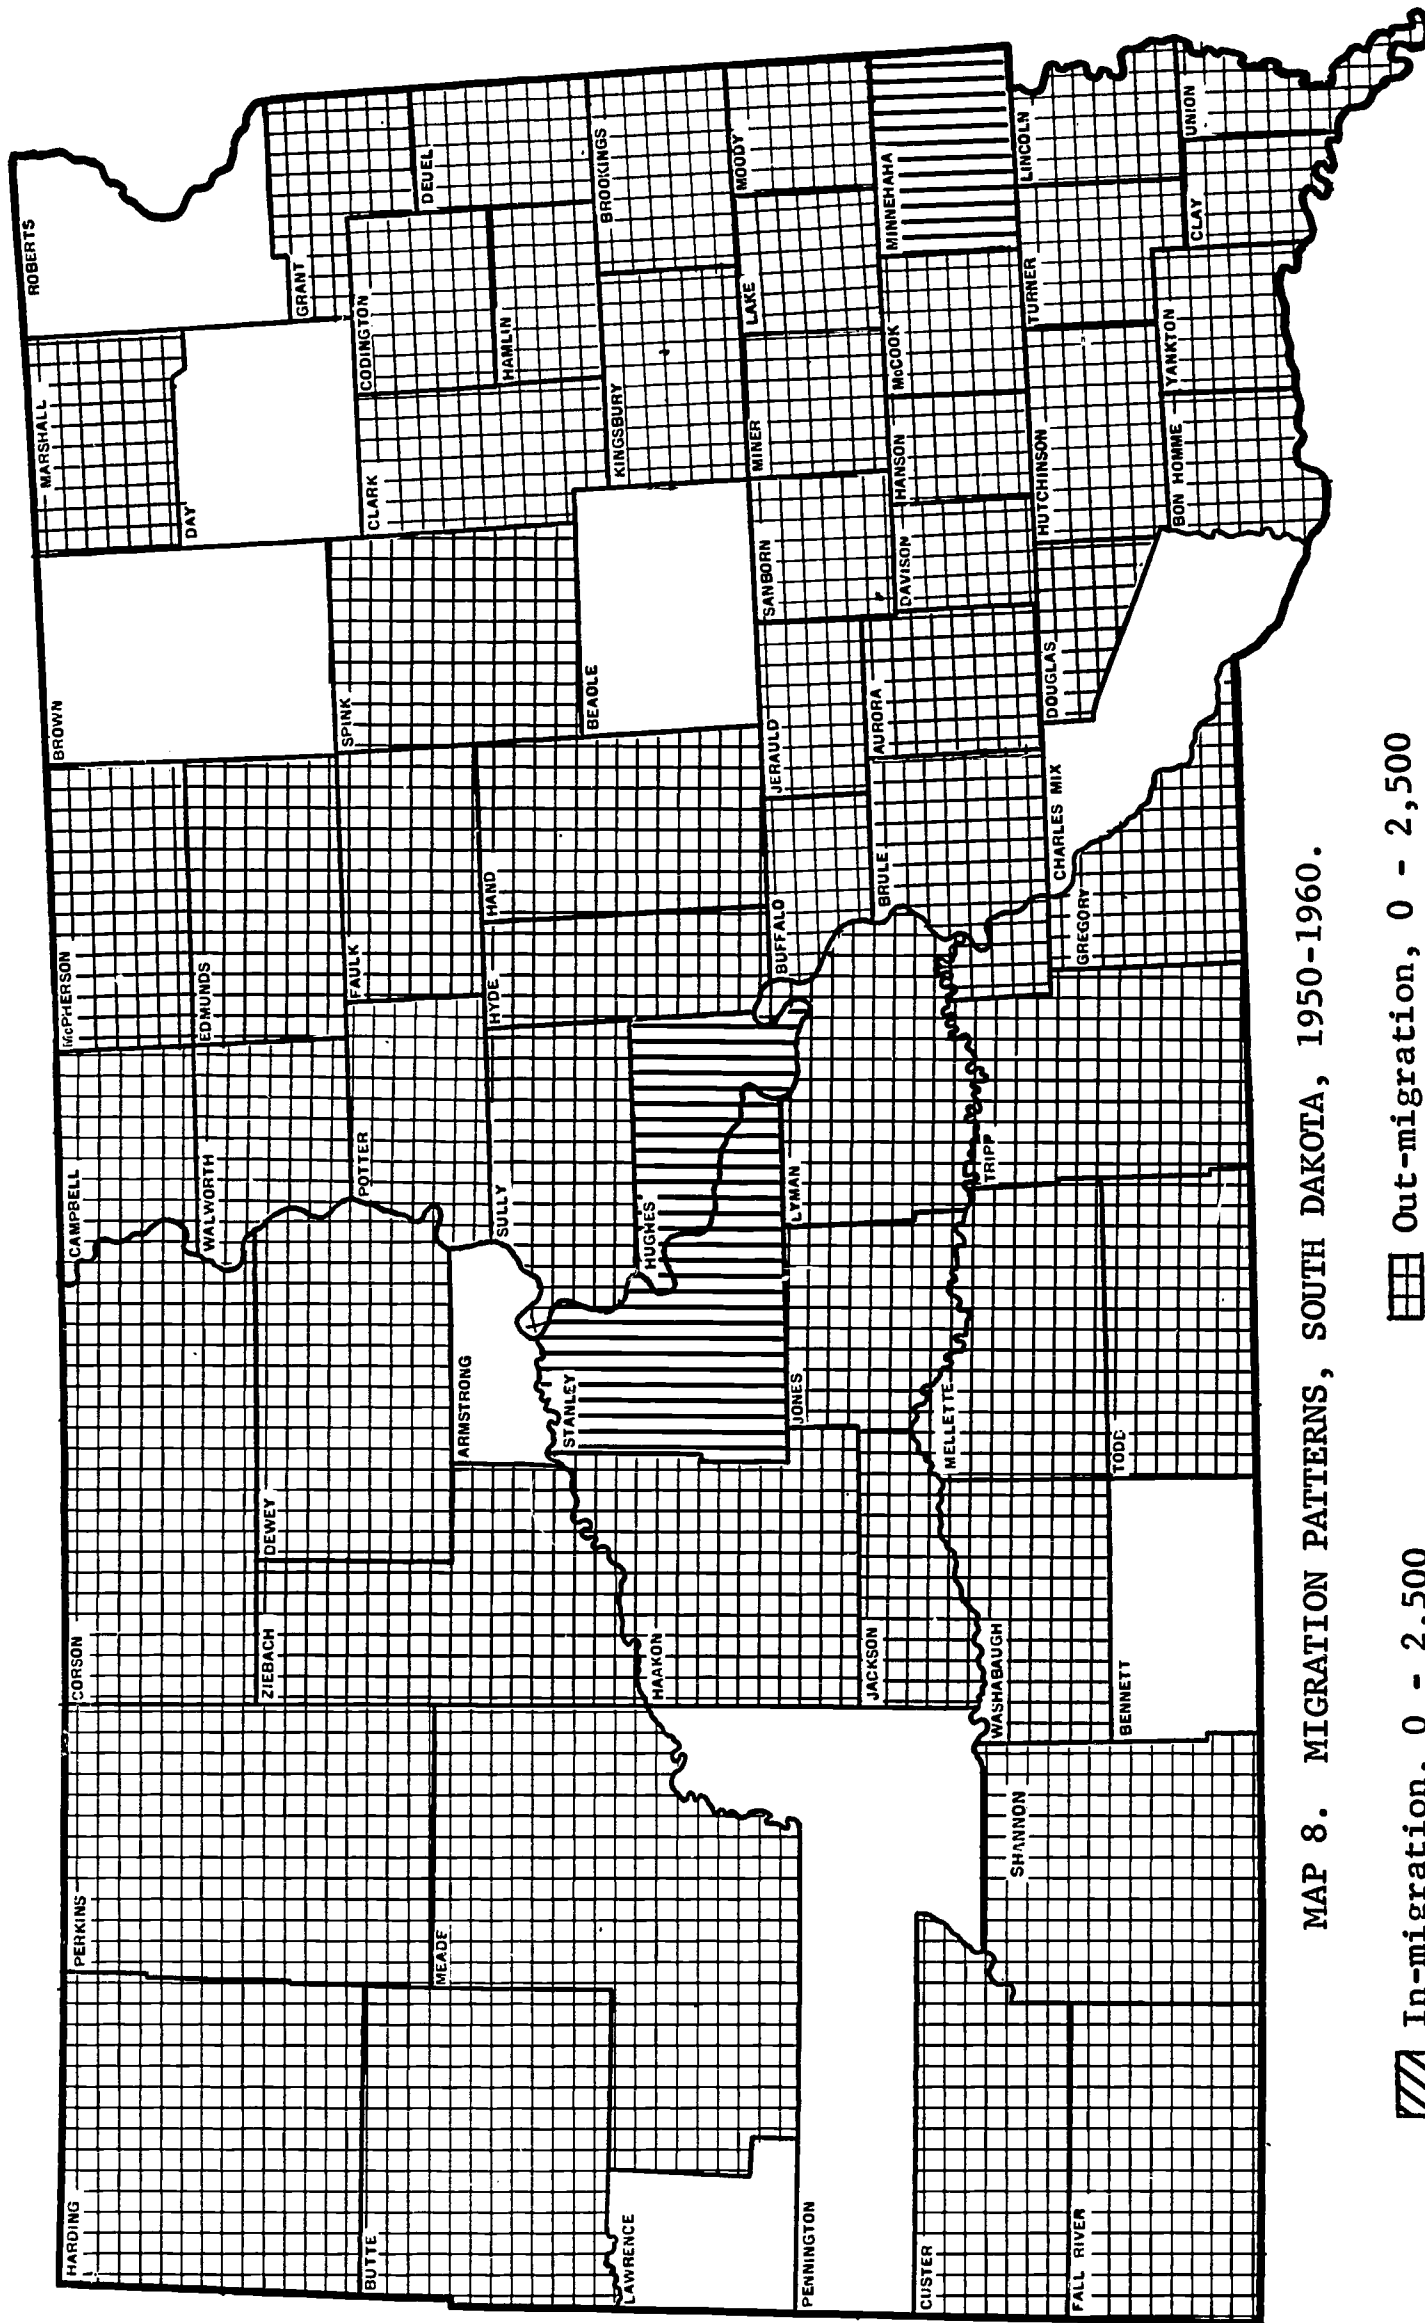 HARDING
PERKINS
CORSON
CAMPBELL
McPHERSON
BROWN
MARSHALL
ROBERTS
BUTTE
MEADE
ZIEBACH
DEWEY
WALWORTH
EDMUNDS
DAY
GRANT
POTTER
FAULK
SPINK
CLARK
CODINGTON
DEUEL
LAWRENCE
HAAKON
ARMSTRONG
STANLEY
SULLY
HUGHES
HYDE
HAND
BEADLE
KINGSBURY
HAMLIN
BROOKINGS
PENNINGTON
JACKSON
JONES
LYMAN
BUFFALO
JERAULD
SANBORN
MINER
LAKE
MOODY
CUSTER
SHANNON
WASHABAUGH
MELLETTE
TRIPP
BRULE
AURORA
DAVISON
HANSON
McCOOK
MINNEHAHA
FALL RIVER
BENNETT
TODD
GREGORY
CHARLES MIX
DOUGLAS
HUTCHINSON
TURNER
LINCOLN
BON HOMME
YANKTON
CLAY
UNION
MAP 8. MIGRATION PATTERNS, SOUTH DAKOTA, 1950-1960.
In-migration, 0 - 2,500
Out-migration, 0 - 2,500